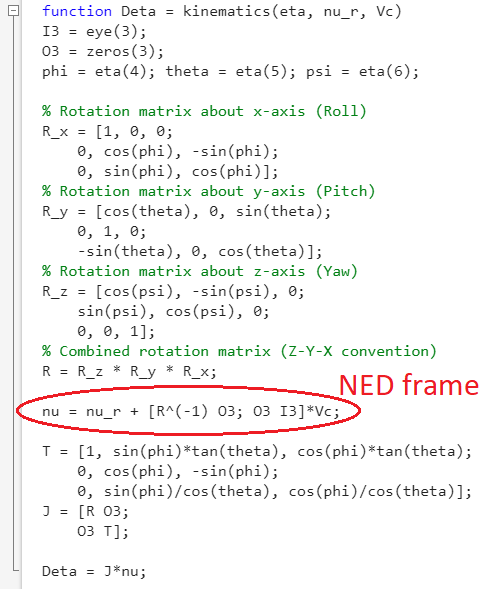 function Deta = kinematics(eta, nu_r, Vc)
I3 = eye(3);
O3 = zeros(3);
phi = eta(4); theta = eta(5); psi = eta(6);
% Rotation matrix about x-axis (Roll)
R_x = [1, 0, 0;
0, cos(phi), -sin(phi);
0, sin(phi), cos(phi)];
% Rotation matrix about y-axis (Pitch)
R_y = [cos(theta), 0, sin(theta);
0, 1, 0;
-sin(theta), 0, cos(theta)];
% Rotation matrix about z-axis (Yaw)
R_z = [cos(psi), -sin(psi), 0;
sin(psi), cos(psi), 0;
0, 0, 1];
% Combined rotation matrix (Z-Y-X convention)
R = R_z * R_y * R_x;
NED frame
nu = nu_r + [R^(-1) O3; O3 I3]*Vc;
T = [1, sin(phi)*tan(theta), cos(phi)*tan(theta);
0, cos(phi), -sin(phi);
0, sin(phi)/cos(theta), cos(phi)/cos(theta)];
J = [R O3;
O3 T];
Deta = J*nu;